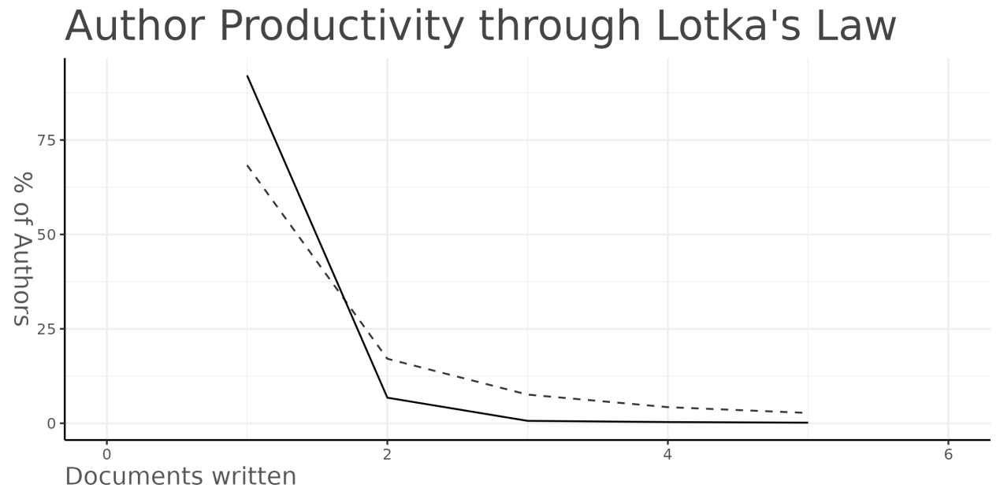 Author Productivity through Lotka's Law
% of Authors
75
50
25
0
0 2 4 6
Documents written